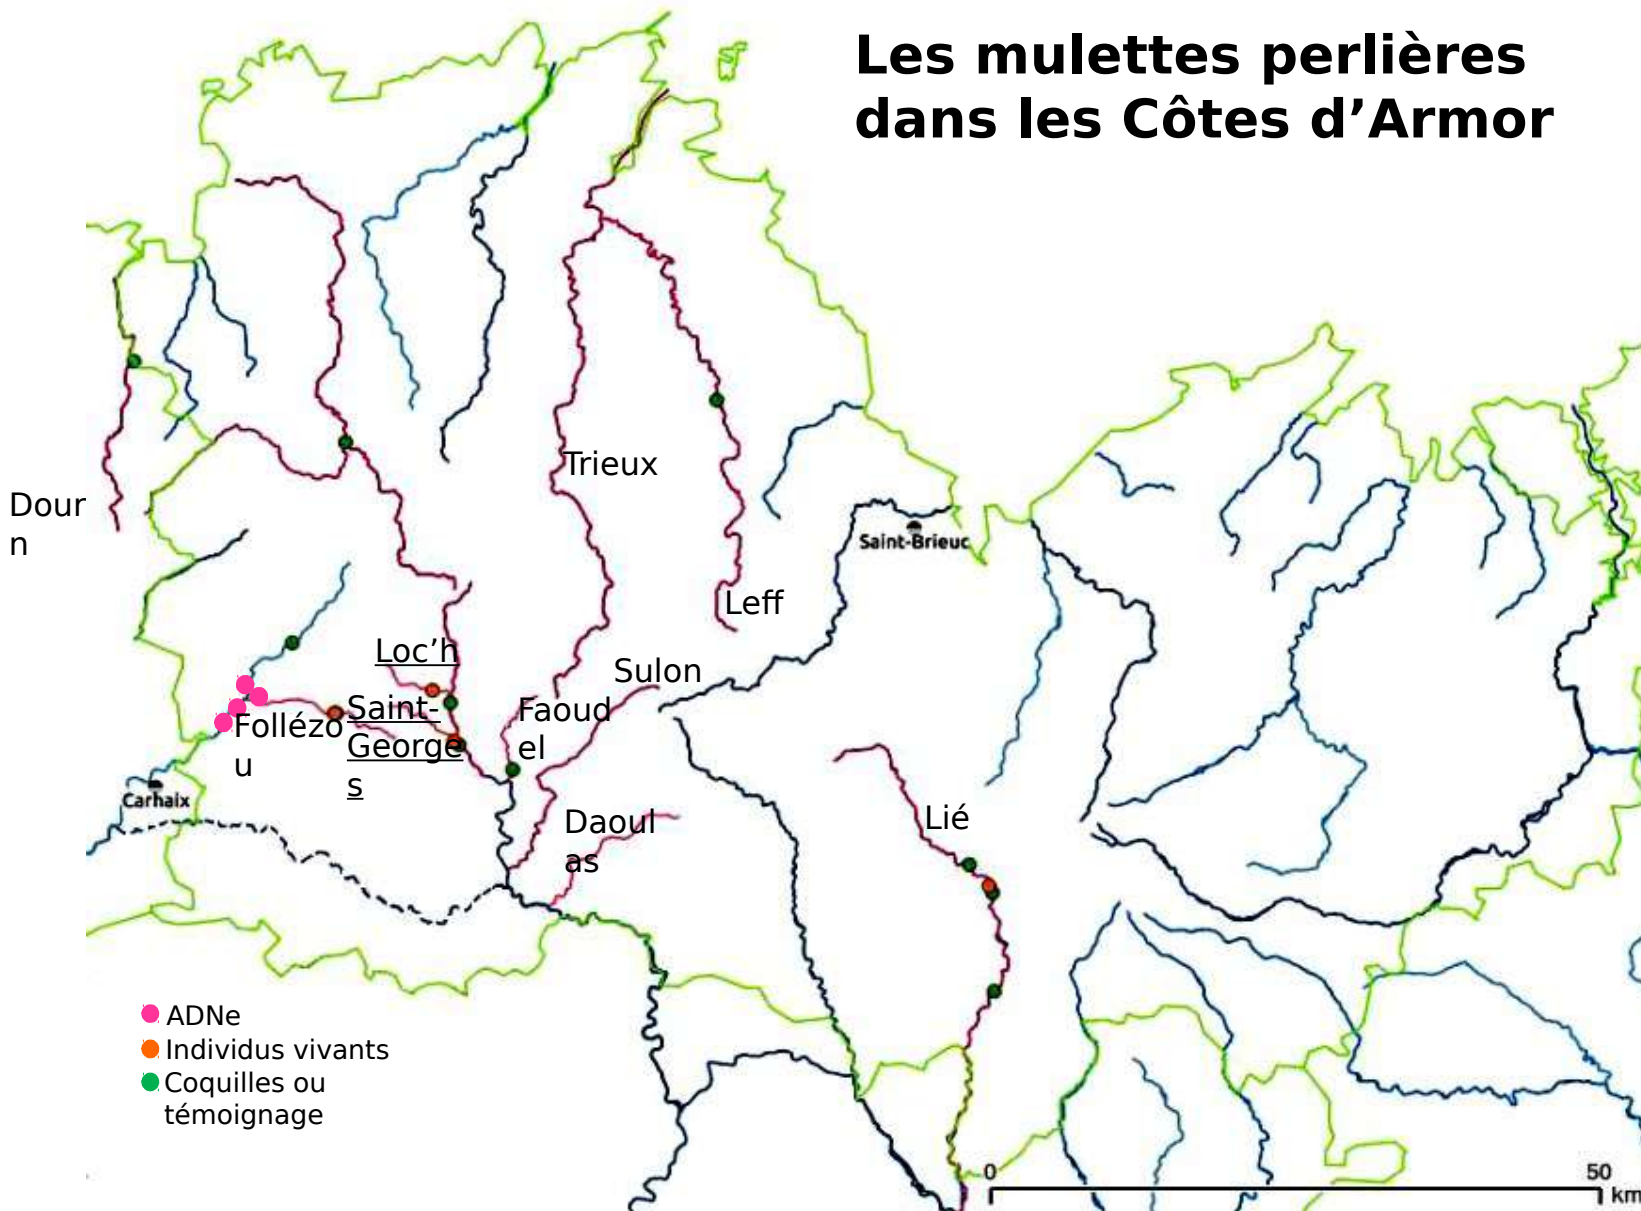 Les mulettes perlières
dans les Côtes d’Armor
Trieux
Dour
n
Saint-Brieuc
Leff
Loc’h
Sulon
Saint-
George
s
Faoud
el
Follézo
u
Carhaix
Daoul
as
Lié
ADNe
Individus vivants
Coquilles ou
témoignage
0
50
km